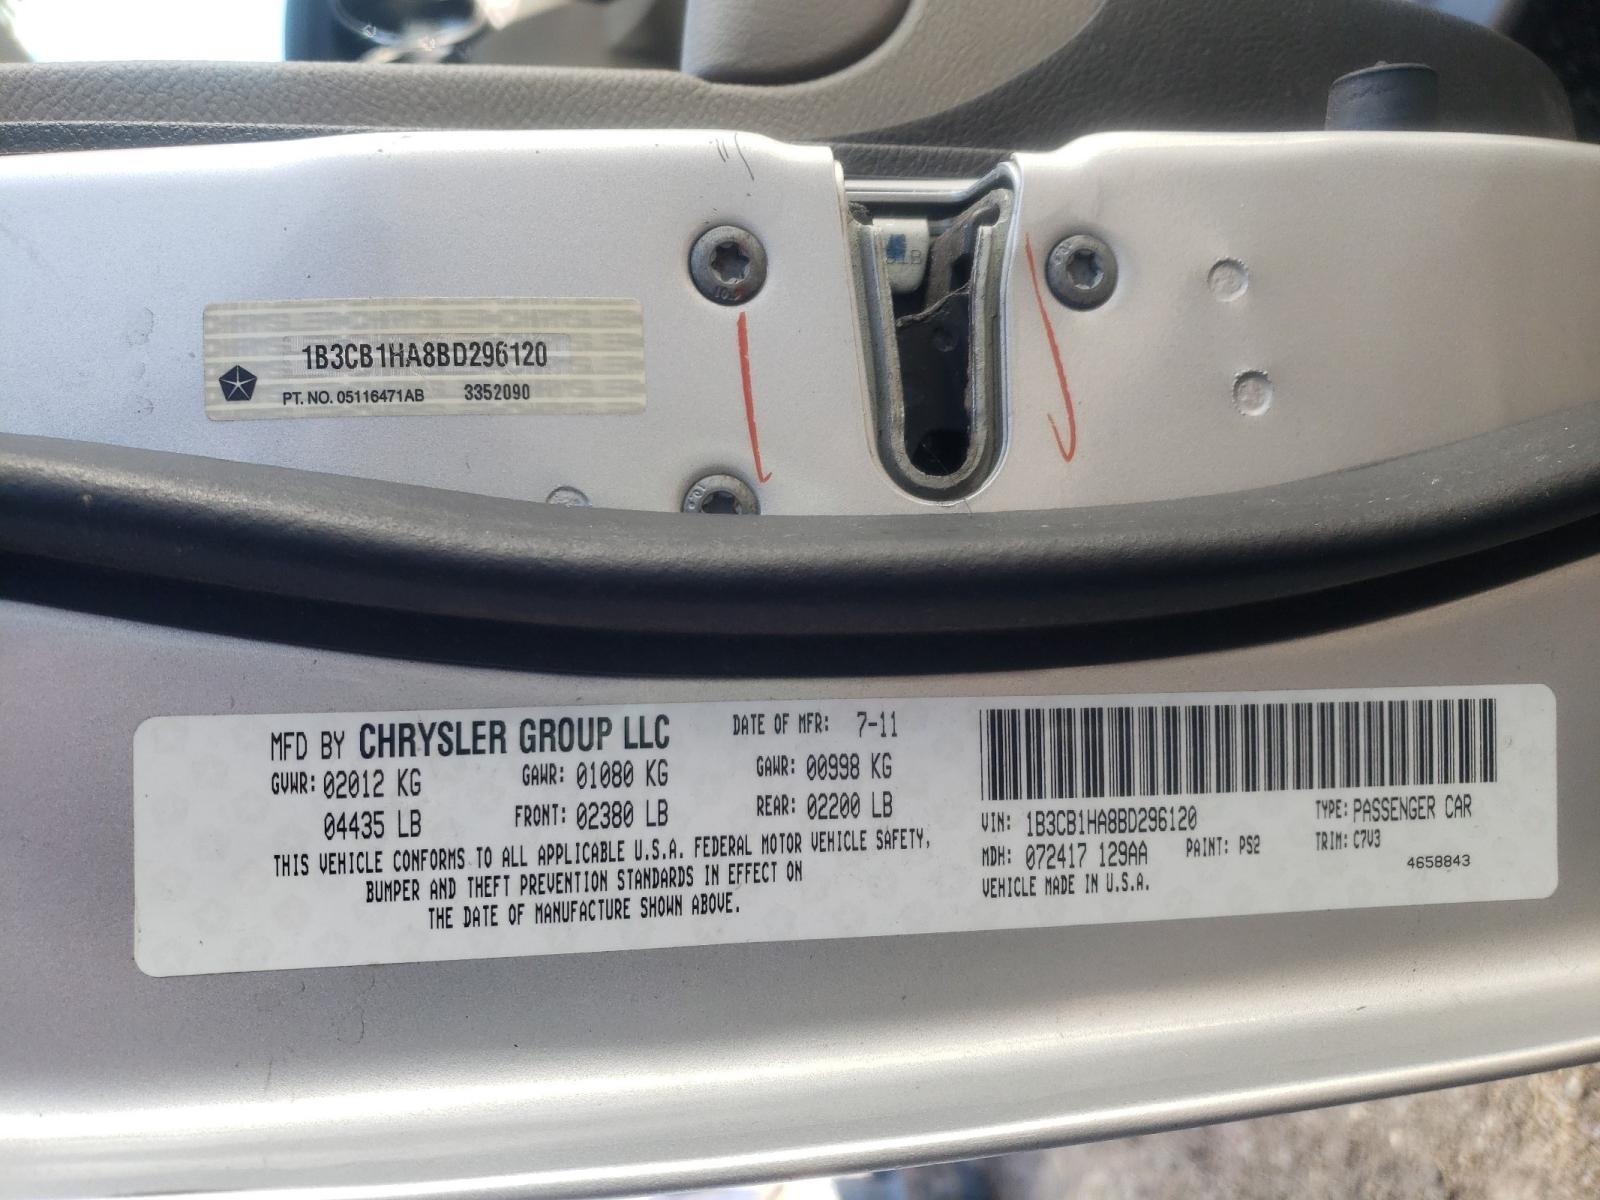 1B3CB1HA8BD296120
PT. NO. 05116471AB 3352090
MFD BY CHRYSLER GROUP LLC DATE OF MFR: 7-11
GVWR: 02012 KG GAWR: 01080 KG GAWR: 00998 KG
04435 LB FRONT: 02380 LB REAR: 02200 LB
THIS VEHICLE CONFORMS TO ALL APPLICABLE U.S.A. FEDERAL MOTOR VEHICLE SAFETY,
BUMPER AND THEFT PREVENTION STANDARDS IN EFFECT ON
THE DATE OF MANUFACTURE SHOWN ABOVE.
VIN: 1B3CB1HA8BD296120 TYPE: PASSENGER CAR
MDH: 072417 129AA PAINT: PS2 TRIM: C7V3
VEHICLE MADE IN U.S.A. 4658843